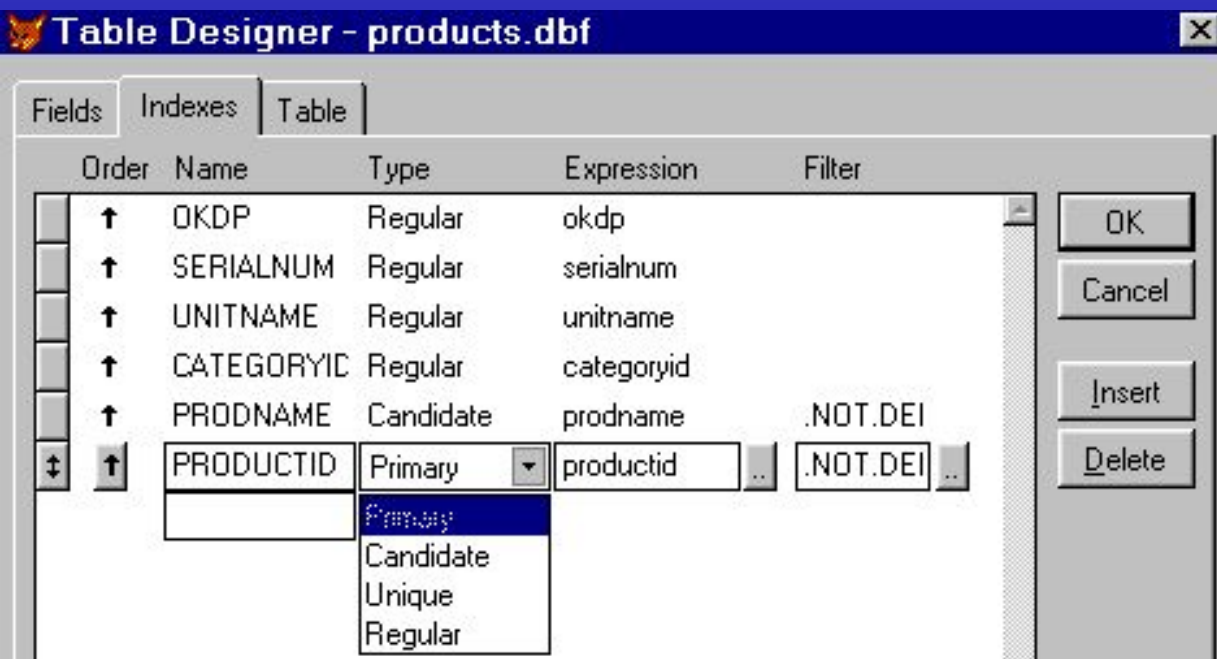 Table Designer - products.dbf
Fields Indexes Table
Order Name Type Expression Filter
OKDP Regular okdp
SERIALNUM Regular serialnum
UNITNAME Regular unitname
CATEGORYID Regular categoryid
PRODNAME Candidate prodname .NOT.DEI
PRODUCTID Primary productid .. .NOT.DEI ..
Primary
Candidate
Unique
Regular
OK
Cancel
Insert
Delete